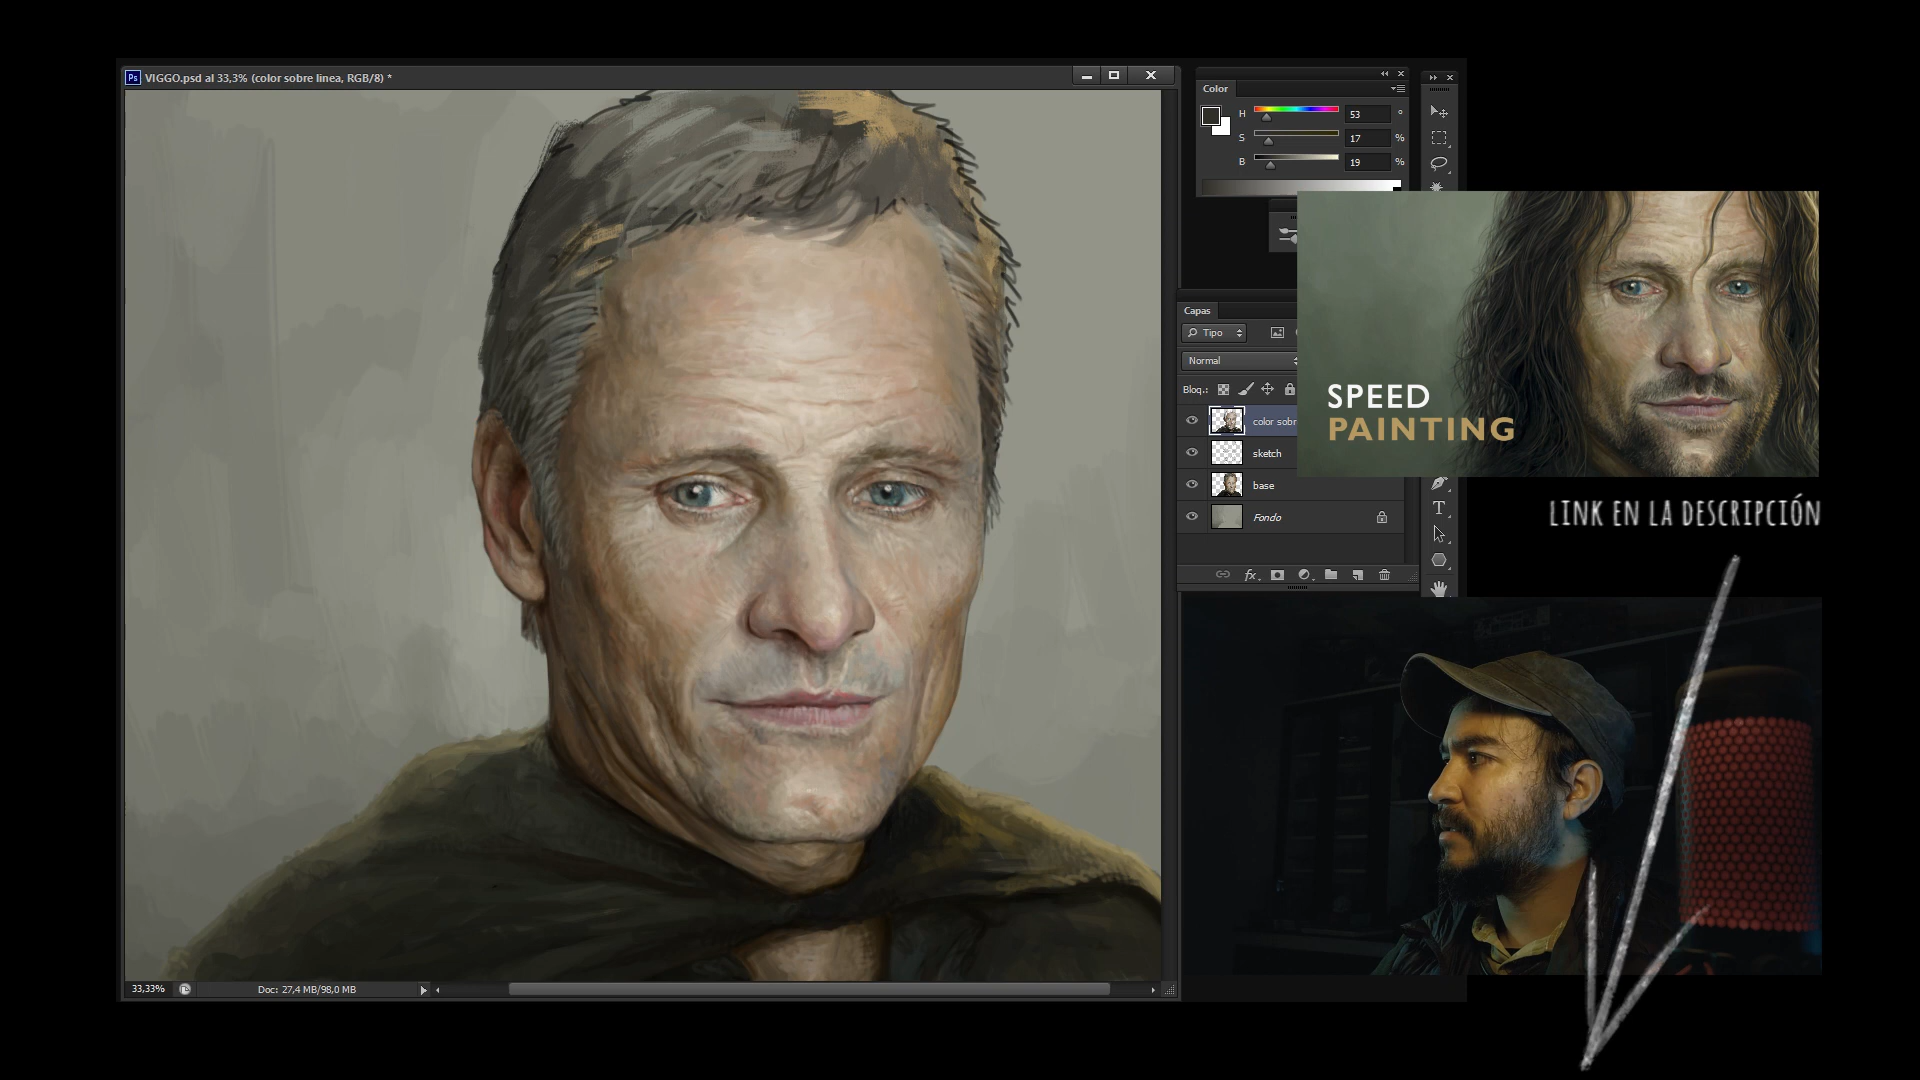 Ps VIGGO.psd al 33,3% (color sobre linea, RGB/8) *
Color
H 53 °
S 17 %
B 19 %
Capas
Tipo
Normal
Bloq.:
color sobr
sketch
base
Fondo
fx
T
SPEED
PAINTING
LINK EN LA DESCRIPCIÓN
33,33%
Doc: 27,4 MB/98,0 MB